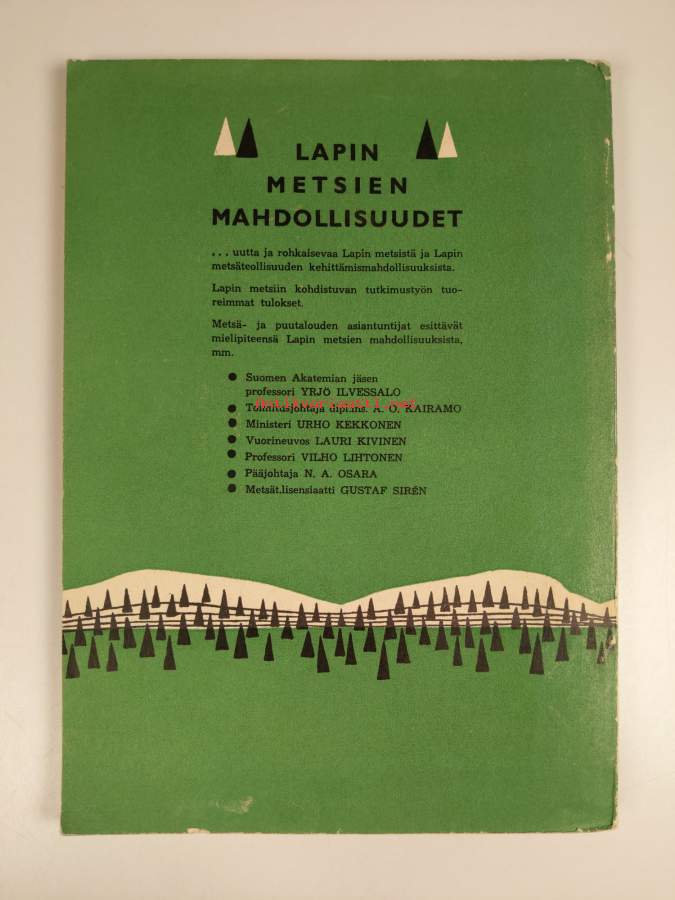 LAPIN
METSIEN
MAHDOLLISUUDET
... uutta ja rohkaisevaa Lapin metsistä ja Lapin
metsäteollisuuden kehittämismahdollisuuksista.
Lapin metsiin kohdistuvan tutkimustyön tuo-
reimmat tulokset.
Metsä- ja puutalouden asiantuntijat esittävät
mielipiteensä Lapin metsien mahdollisuuksista,
mm.
● Suomen Akatemian jäsen
professori YRJÖ ILVESSALO
● Toimitusjohtaja dipl.ins. A. O. KAIRAMO
● Ministeri URHO KEKKONEN
● Vuorineuvos LAURI KIVINEN
● Professori VILHO LIHTONEN
● Pääjohtaja N. A. OSARA
● Metsät.lisensiaatti GUSTAF SIRÉN